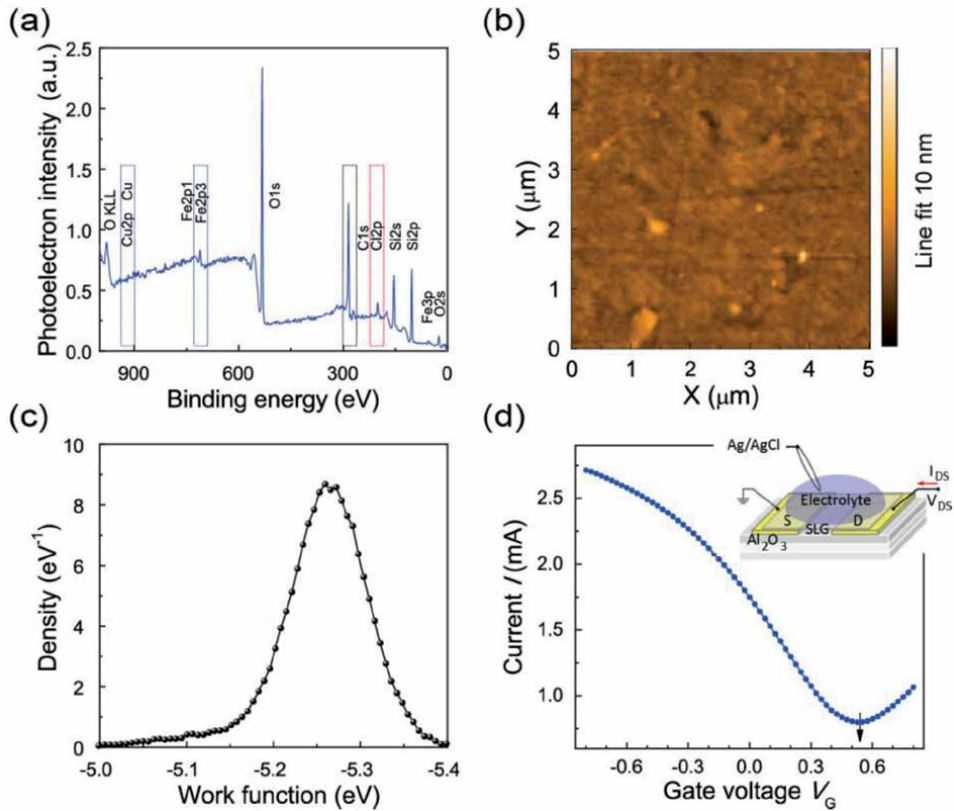 (a)
2.5
2.0
1.5
1.0
0.5
0.0
Photoelectron intensity (a.u.)
O KLL
Cu2p Cu
Fe2p1
Fe2p3
O1s
C1s
Cl2p
Si2s
Si2p
Fe3p
O2s
900
600
300
0
Binding energy (eV)
(b)
5
4
3
2
1
0
Y (μm)
0
1
2
3
4
5
X (μm)
Line fit 10 nm
(c)
10
8
6
4
2
0
Density (eV⁻¹)
-5.0
-5.1
-5.2
-5.3
-5.4
Work function (eV)
(d)
2.5
2.0
1.5
1.0
Current I (mA)
Ag/AgCl
Electrolyte
I_DS
V_DS
S
SLG
D
Al₂O₃
-0.6
-0.3
0.0
0.3
0.6
Gate voltage V_G